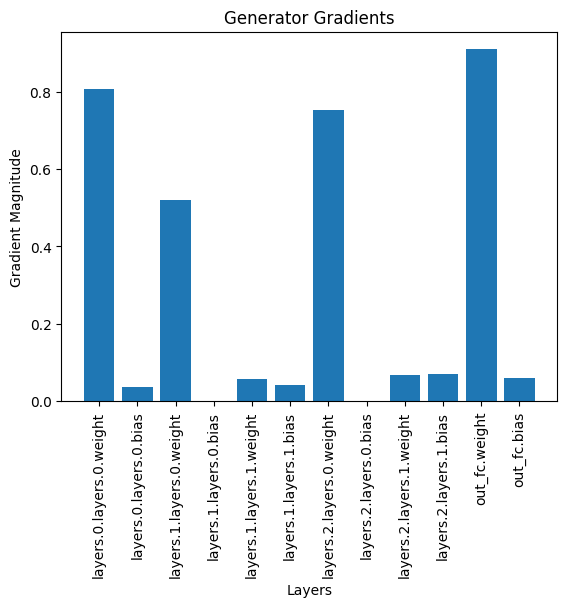 Generator Gradients
Gradient Magnitude
0.8
0.6
0.4
0.2
0.0
layers.0.layers.0.weight
layers.0.layers.0.bias
layers.1.layers.0.weight
layers.1.layers.0.bias
layers.1.layers.1.weight
layers.1.layers.1.bias
layers.2.layers.0.weight
layers.2.layers.0.bias
layers.2.layers.1.weight
layers.2.layers.1.bias
out_fc.weight
out_fc.bias
Layers